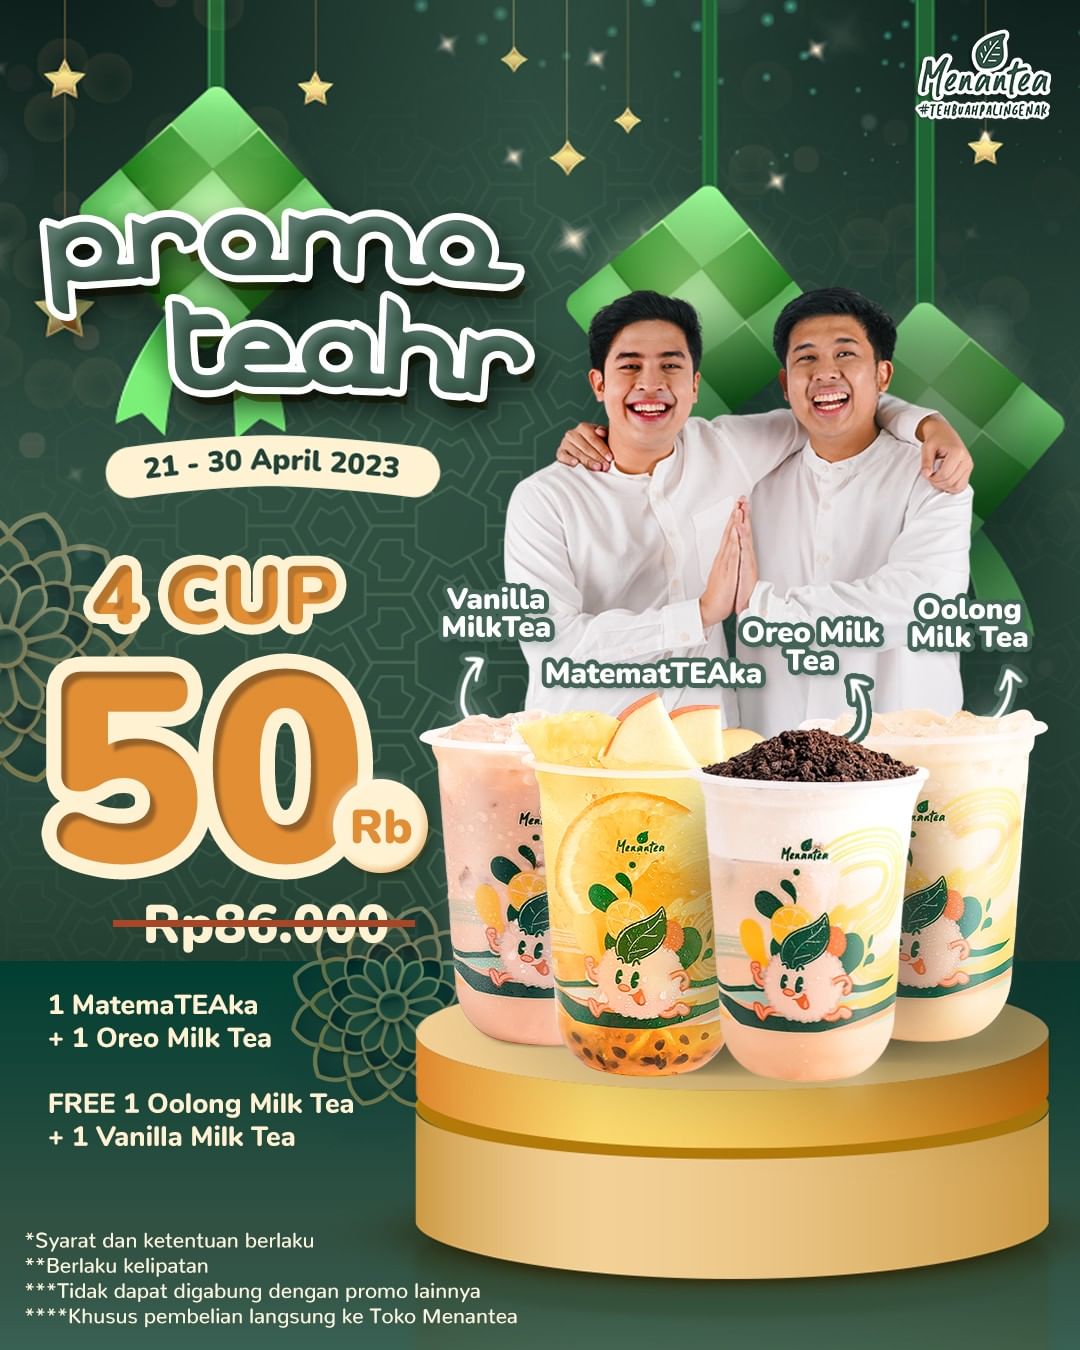 Menantea
#TEHBUAHPALINGENAK
promo
teahr
21 - 30 April 2023
4 CUP
50
Rb
Rp86.000
Vanilla
MilkTea
MatematTEAka
Oreo Milk
Tea
Oolong
Milk Tea
Menantea
Menantea
1 MatemaTEAka
+ 1 Oreo Milk Tea
FREE 1 Oolong Milk Tea
+ 1 Vanilla Milk Tea
*Syarat dan ketentuan berlaku
**Berlaku kelipatan
***Tidak dapat digabung dengan promo lainnya
****Khusus pembelian langsung ke Toko Menantea